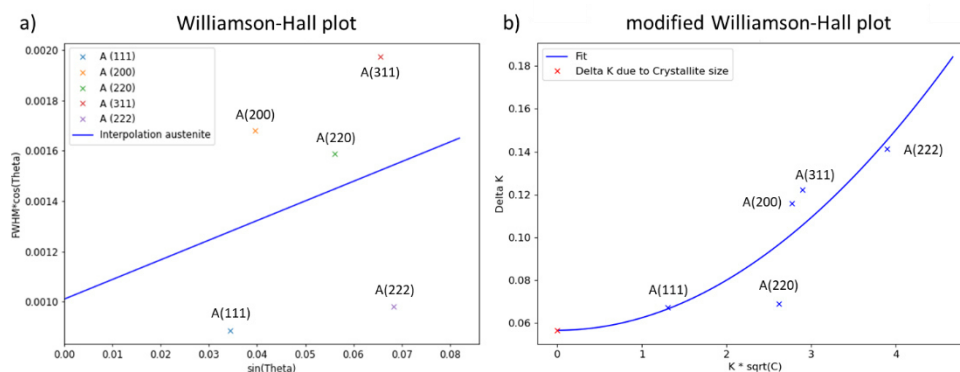 a)
Williamson-Hall plot
A (111)
A (200)
A (220)
A (311)
A (222)
Interpolation austenite
A(311)
A(200)
A(220)
A(111)
A(222)
0.0020
0.0018
0.0016
0.0014
0.0012
0.0010
FWHM*cos(Theta)
0.00 0.01 0.02 0.03 0.04 0.05 0.06 0.07 0.08
sin(Theta)
b)
modified Williamson-Hall plot
Fit
Delta K due to Crystallite size
A(222)
A(311)
A(200)
A(111)
A(220)
0.18
0.16
0.14
0.12
0.10
0.08
0.06
Delta K
0 1 2 3 4
K * sqrt(C)